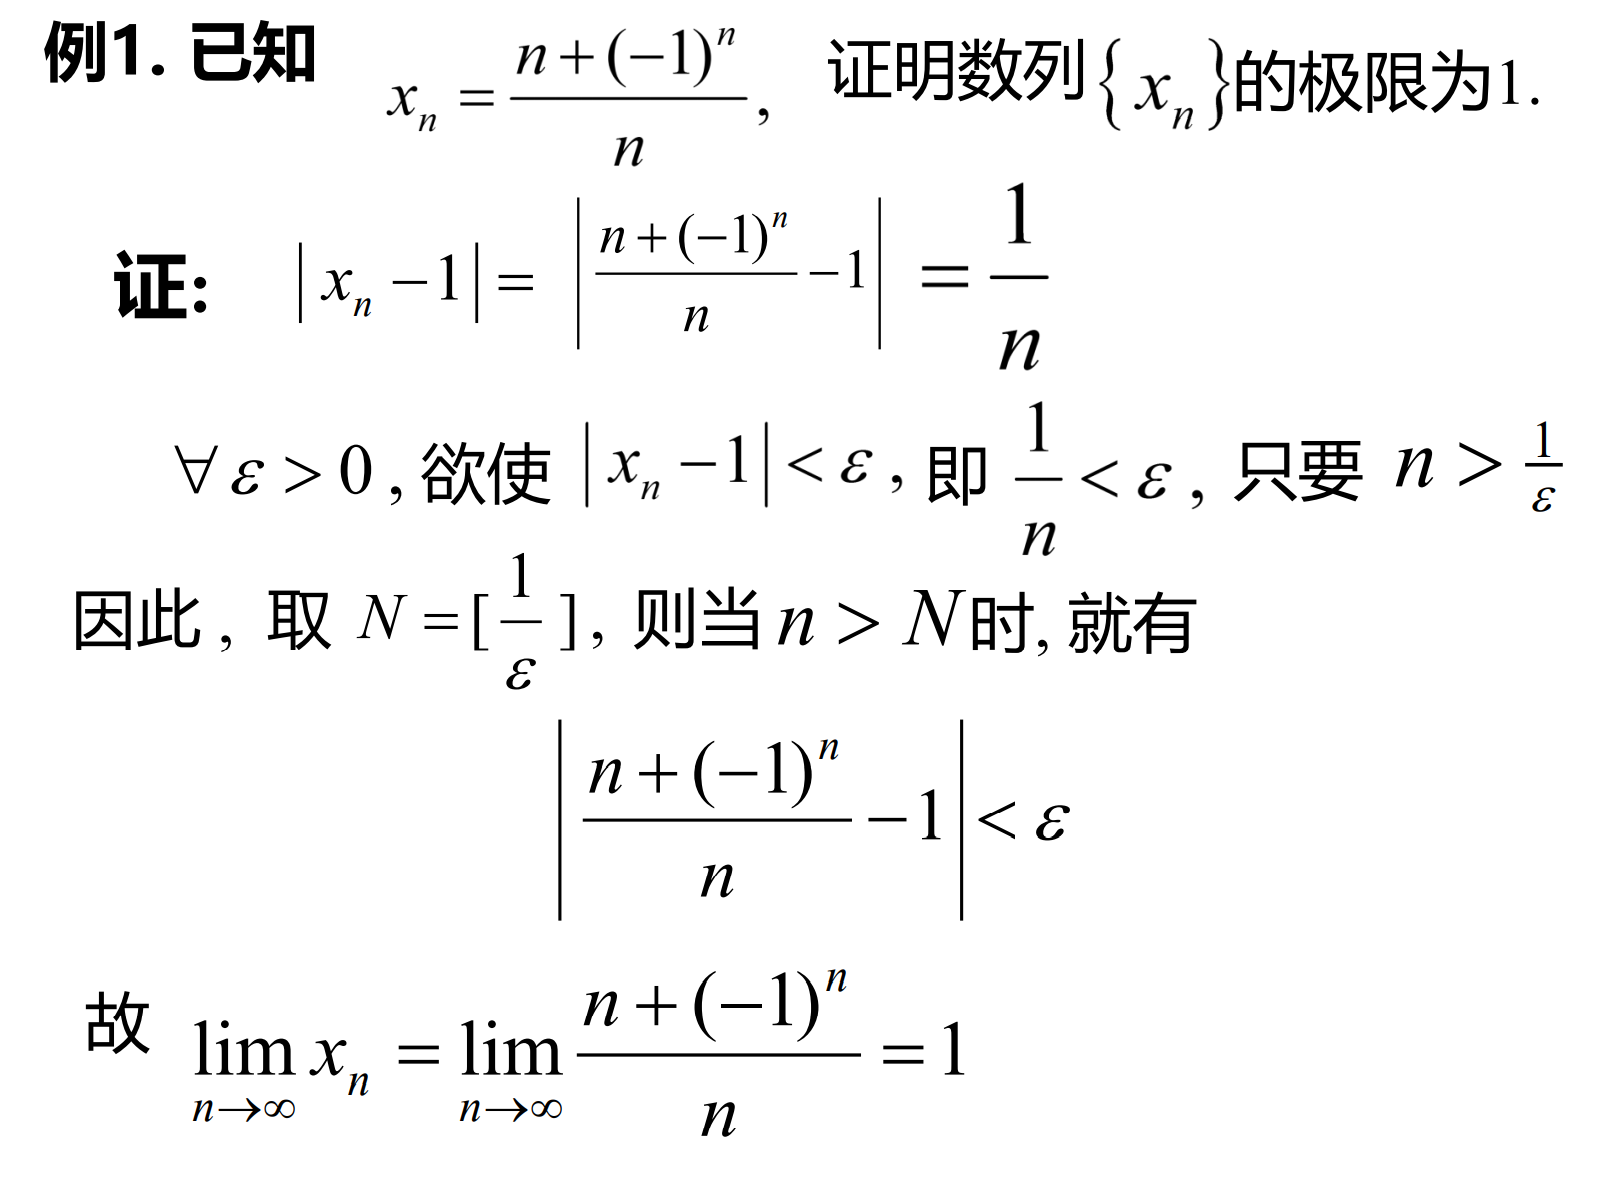 例1. 已知 $x_n = \frac{n+(-1)^n}{n}$, 证明数列 $\{x_n\}$ 的极限为1.
证: $|x_n - 1| = \left|\frac{n+(-1)^n}{n} - 1\right| = \frac{1}{n}$
$\forall \varepsilon > 0$, 欲使 $|x_n - 1| < \varepsilon$, 即 $\frac{1}{n} < \varepsilon$, 只要 $n > \frac{1}{\varepsilon}$
因此, 取 $N = [\frac{1}{\varepsilon}]$, 则当 $n > N$ 时, 就有
$\left|\frac{n+(-1)^n}{n} - 1\right| < \varepsilon$
故 $\lim_{n \to \infty} x_n = \lim_{n \to \infty} \frac{n+(-1)^n}{n} = 1$